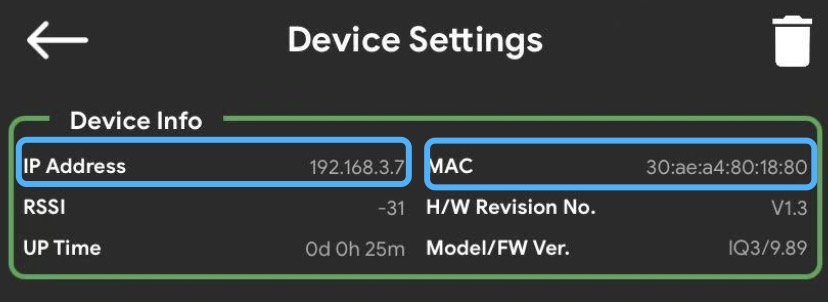 Device Settings
Device Info
IP Address 192.168.3.7 MAC 30:ae:a4:80:18:80
RSSI -31 H/W Revision No. V1.3
UP Time 0d 0h 25m Model/FW Ver. IQ3/9.89